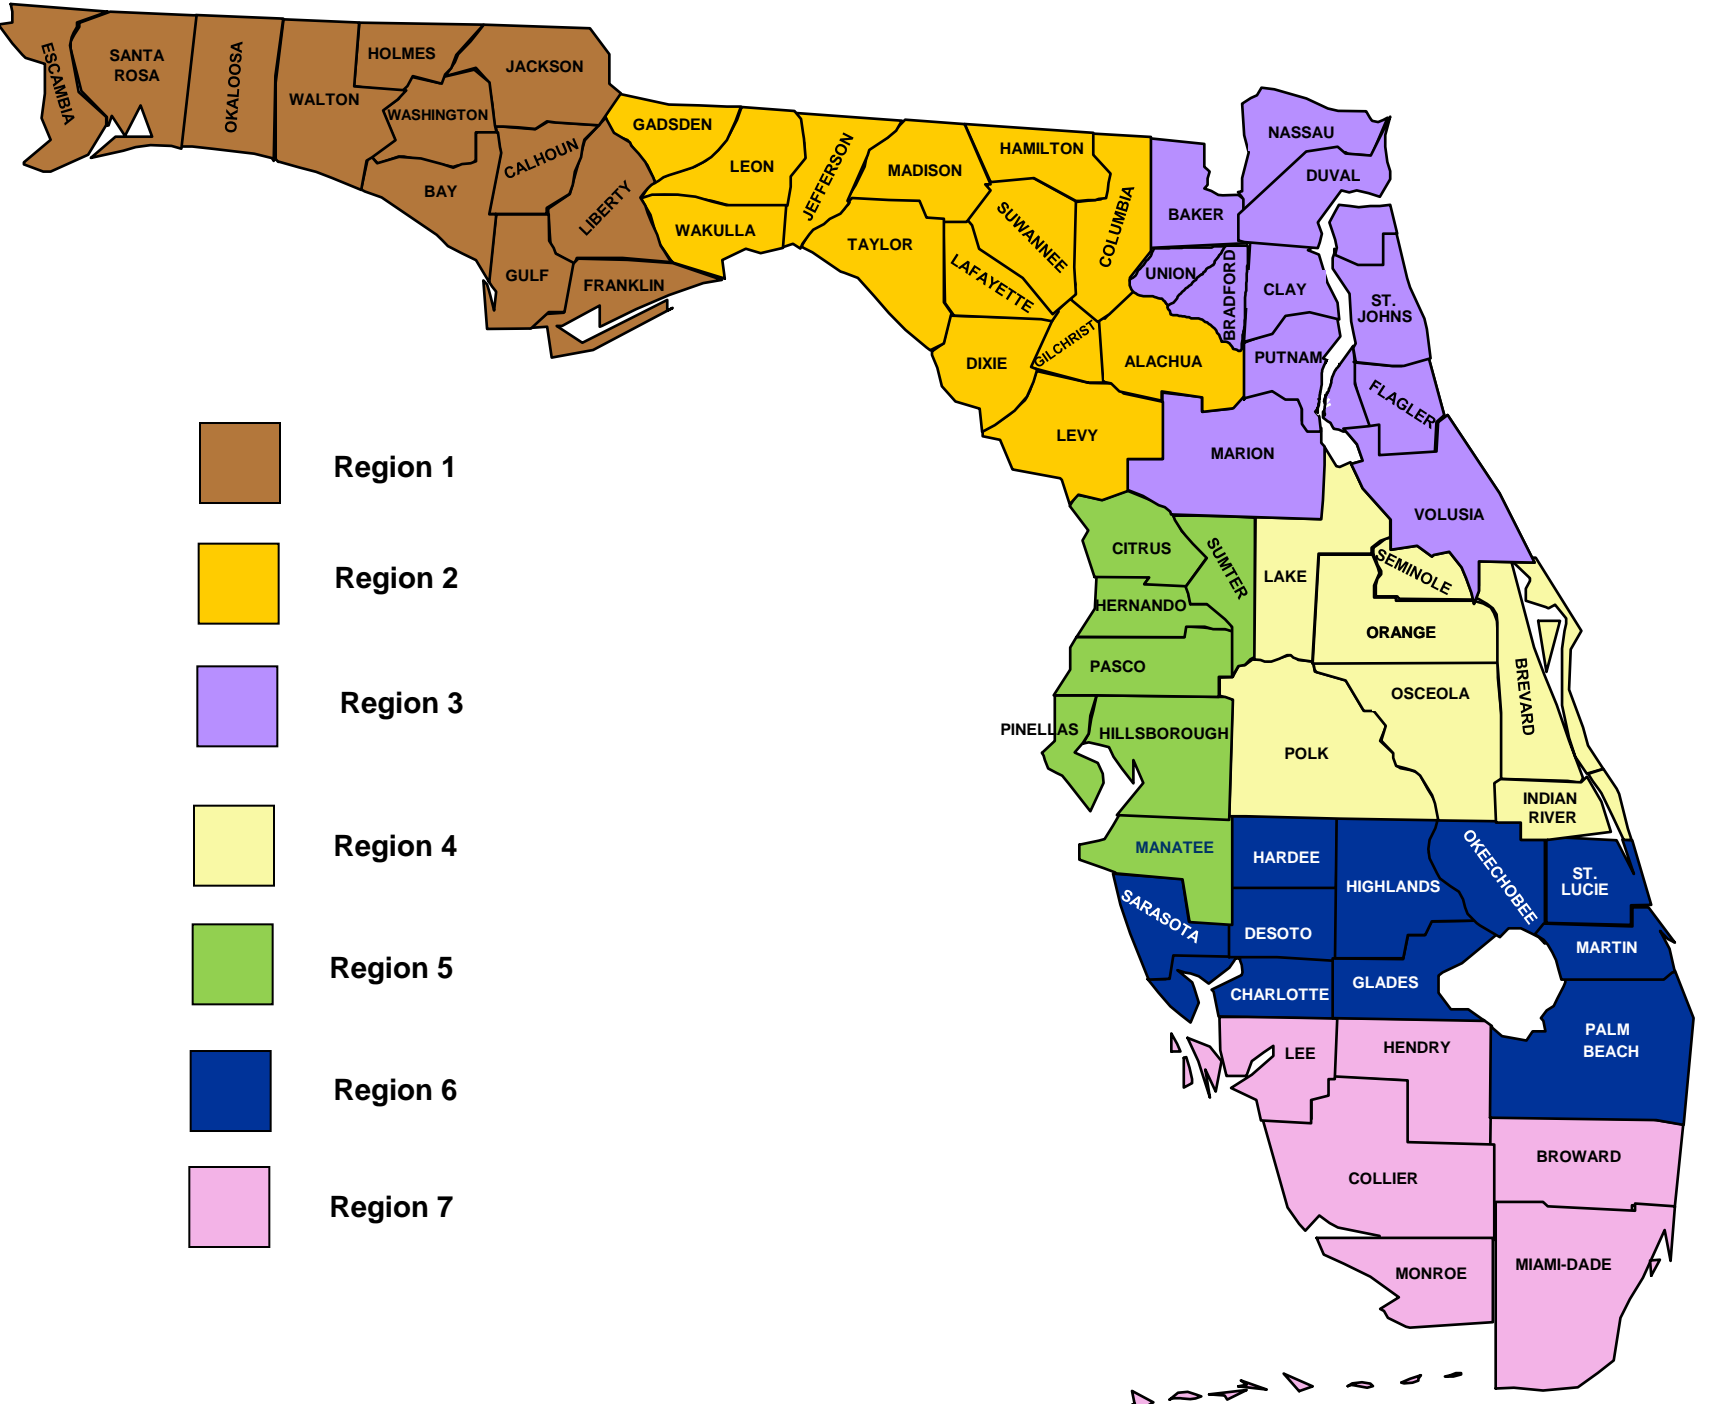 ESCAMBIA
SANTA
ROSA
OKALOOSA
WALTON
HOLMES
WASHINGTON
JACKSON
BAY
CALHOUN
GULF
LIBERTY
FRANKLIN
GADSDEN
LEON
WAKULLA
JEFFERSON
MADISON
TAYLOR
HAMILTON
SUWANNEE
LAFAYETTE
COLUMBIA
DIXIE
GILCHRIST
ALACHUA
LEVY
NASSAU
DUVAL
BAKER
UNION
BRADFORD
CLAY
ST.
JOHNS
PUTNAM
FLAGLER
MARION
VOLUSIA
CITRUS
SUMTER
HERNANDO
PASCO
PINELLAS
HILLSBOROUGH
MANATEE
LAKE
SEMINOLE
ORANGE
OSCEOLA
BREVARD
POLK
INDIAN
RIVER
HARDEE
HIGHLANDS
OKEECHOBEE
ST.
LUCIE
SARASOTA
DESOTO
MARTIN
CHARLOTTE
GLADES
PALM
BEACH
LEE
HENDRY
COLLIER
BROWARD
MONROE
MIAMI-DADE
Region 1
Region 2
Region 3
Region 4
Region 5
Region 6
Region 7